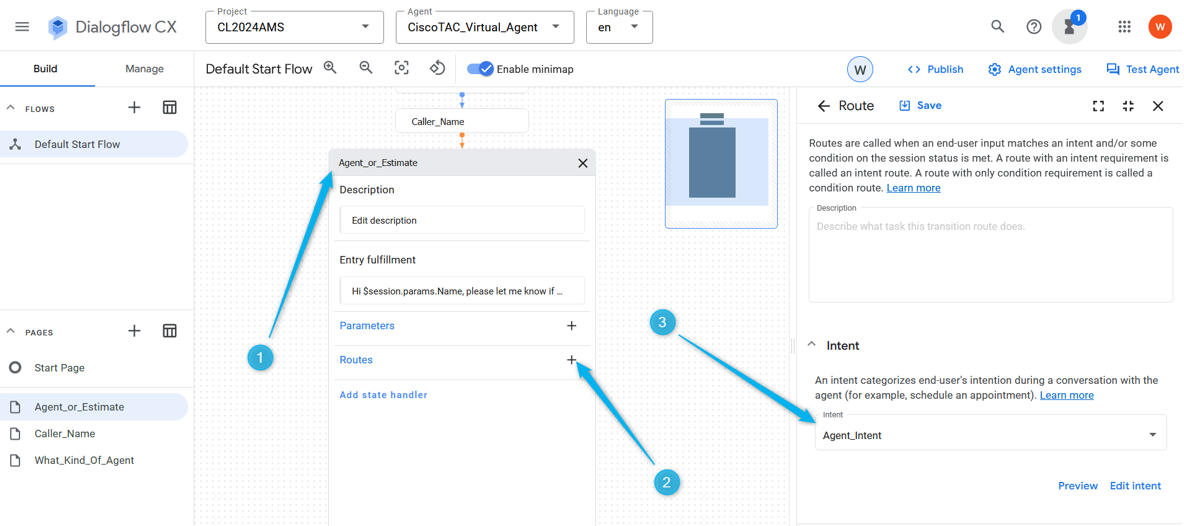 Dialogflow CX
Project
CL2024AMS
Agent
CiscoTAC_Virtual_Agent
Language
en
1
W
Build
Manage
Default Start Flow
Enable minimap
W
Publish
Agent settings
Test Agent
FLOWS
Default Start Flow
PAGES
Start Page
Agent_or_Estimate
Caller_Name
What_Kind_Of_Agent
Caller_Name
Agent_or_Estimate
Description
Edit description
Entry fulfillment
Hi $session.params.Name, please let me know if ...
Parameters
Routes
Add state handler
1
2
3
Route
Save
Routes are called when an end-user input matches an intent and/or some
condition on the session status is met. A route with an intent requirement is
called an intent route. A route with only condition requirement is called a
condition route. Learn more
Description
Describe what task this transition route does.
Intent
An intent categorizes end-user's intention during a conversation with the
agent (for example, schedule an appointment). Learn more
Intent
Agent_Intent
Preview
Edit intent